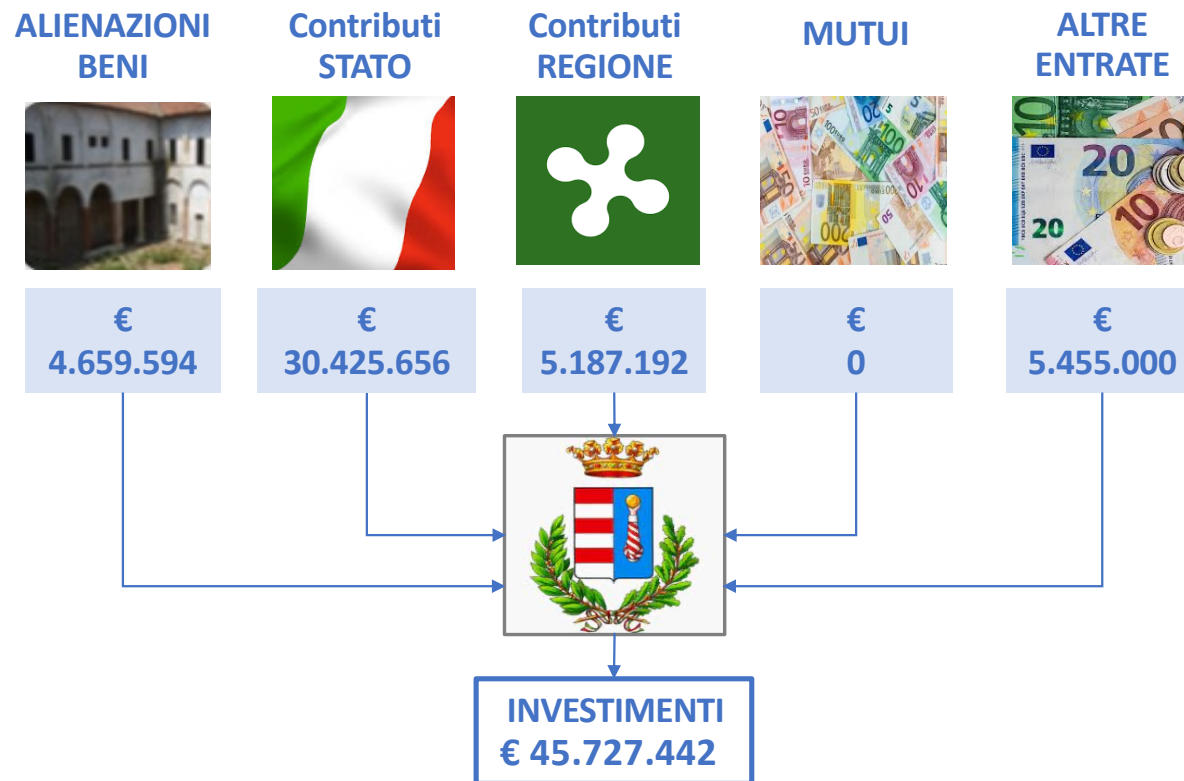 ALIENAZIONI
BENI
Contributi
STATO
Contributi
REGIONE
MUTUI
ALTRE
ENTRATE
€
4.659.594
€
30.425.656
€
5.187.192
€
0
€
5.455.000
INVESTIMENTI
€ 45.727.442